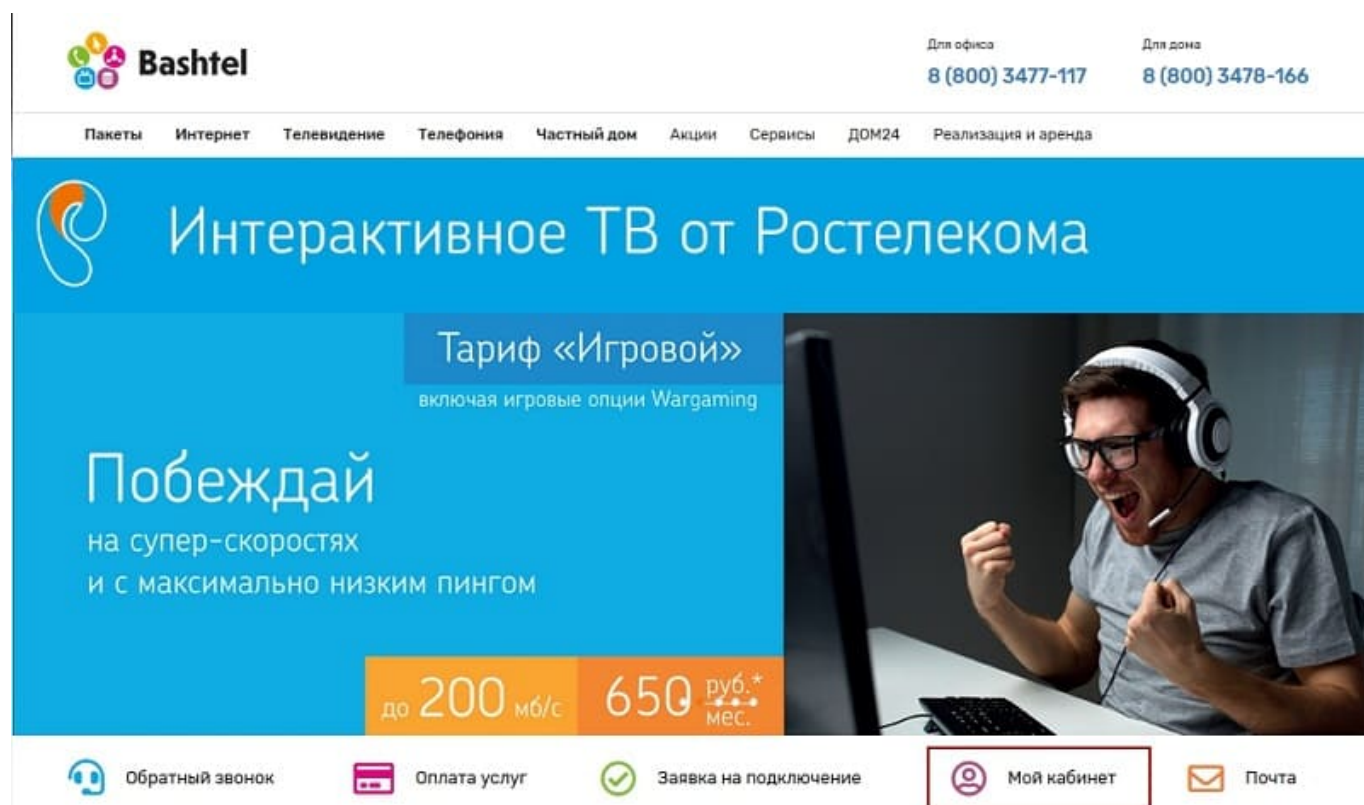 Bashtel
Для офиса
8 (800) 3477-117
Для дома
8 (800) 3478-166
Пакеты Интернет Телевидение Телефония Частный дом Акции Сервисы ДОМ24 Реализация и аренда
Интерактивное ТВ от Ростелекома
Тариф «Игровой»
включая игровые опции Wargaming
Побеждай
на супер-скоростях
и с максимально низким пингом
до 200 мб/с 650 руб.* мес.
Обратный звонок Оплата услуг Заявка на подключение Мой кабинет Почта